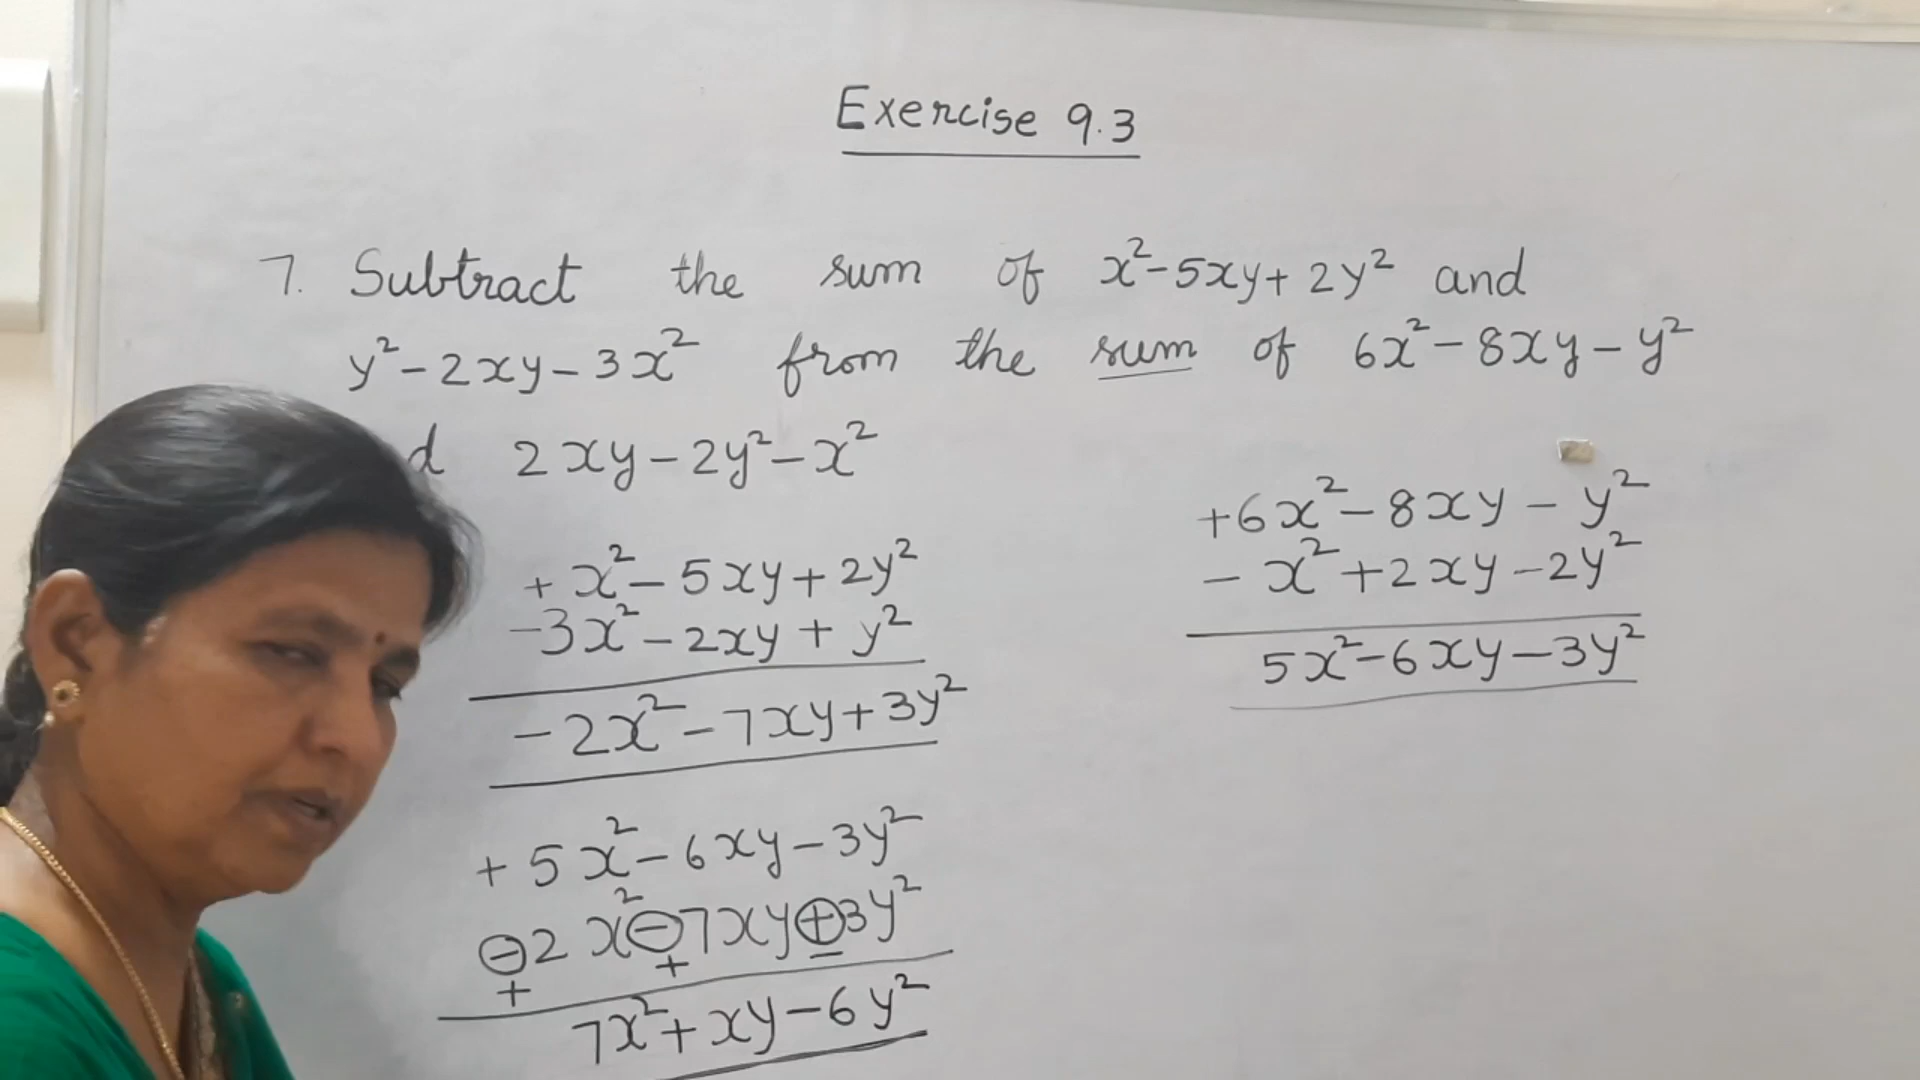 Exercise 9.3
7. Subtract the sum of x²-5xy+2y² and
y²-2xy-3x² from the sum of 6x²-8xy-y²
d 2xy-2y²-x²
+x²-5xy+2y²
-3x²-2xy+y²
-2x²-7xy+3y²
+6x²-8xy-y²
-x²+2xy-2y²
5x²-6xy-3y²
+5x²-6xy-3y²
⊖2x²⊖7xy⊕3y²
+ + -
7x²+xy-6y²